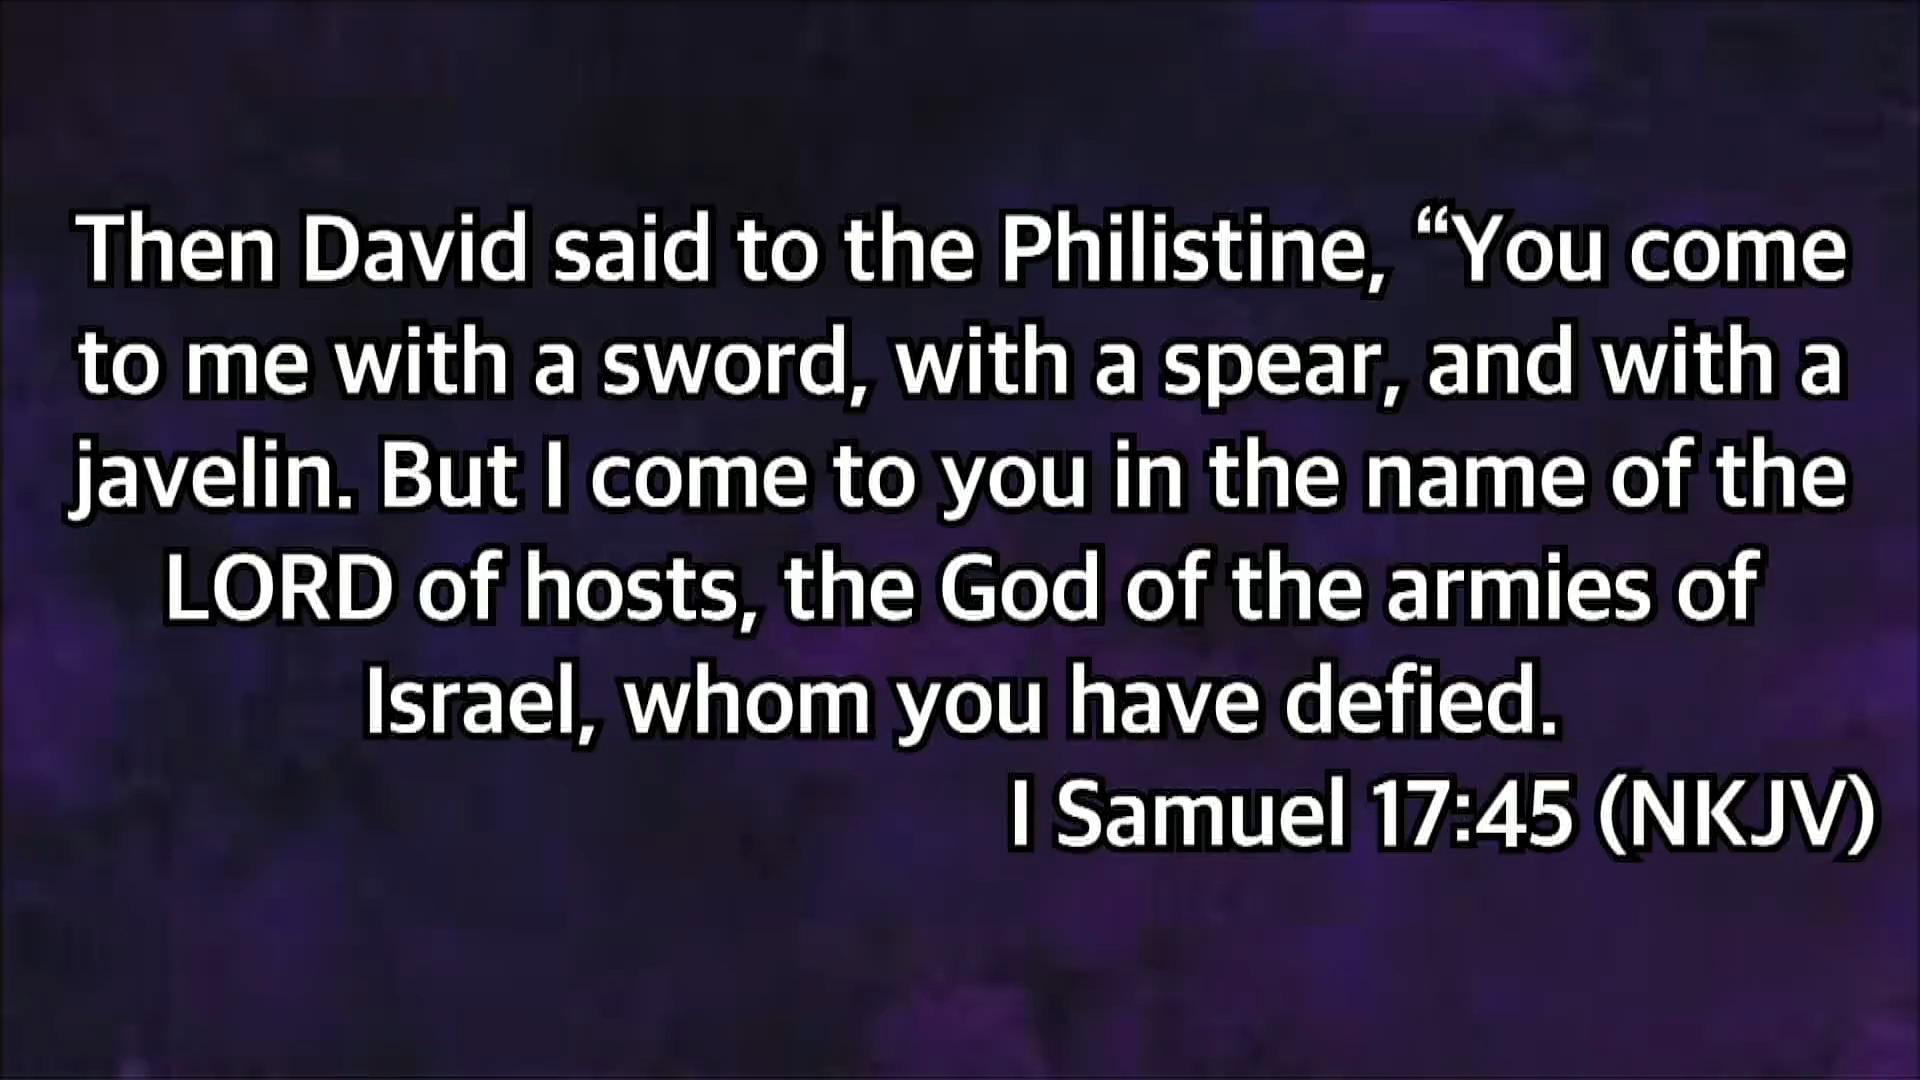 Then David said to the Philistine, “You come
to me with a sword, with a spear, and with a
javelin. But I come to you in the name of the
LORD of hosts, the God of the armies of
Israel, whom you have defied.
I Samuel 17:45 (NKJV)